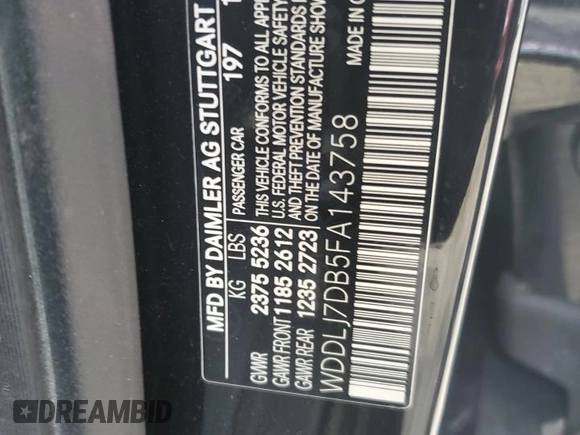 MFD BY DAIMLER AG STUTTGART
197
KG LBS PASSENGER CAR
GVWR 2375 5236 THIS VEHICLE CONFORMS TO ALL
GAWR FRONT 1185 2612 U.S. FEDERAL MOTOR VEHICLE SAFETY
GAWR REAR 1235 2723 AND THEFT PREVENTION STANDARDS
ON THE DATE OF MANUFACTURE SHOWN
WDDLJ7DB5FA143758
MADE IN
DREAMBID